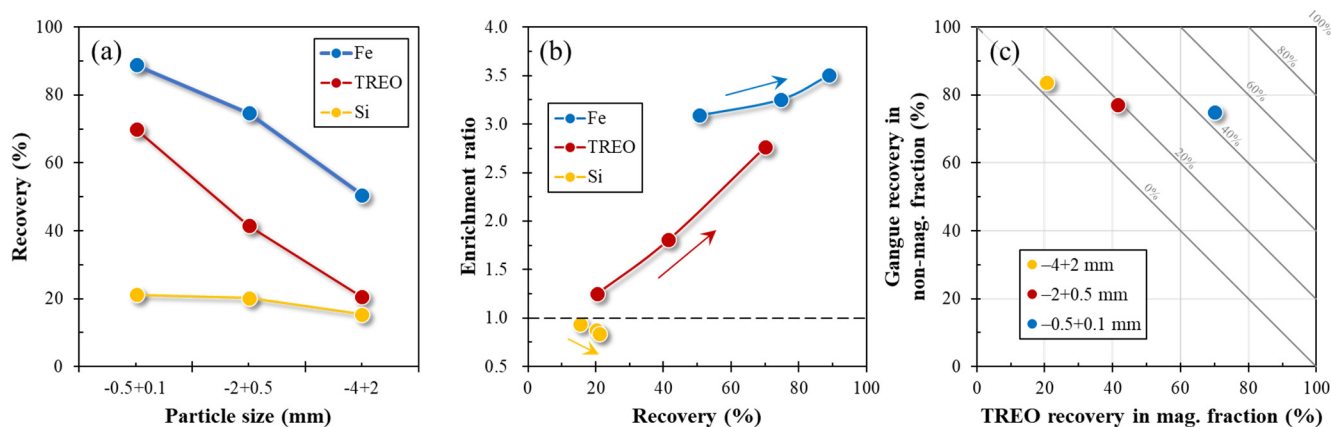 (a)
Recovery (%)
100
80
60
40
20
0
Fe
TREO
Si
-0.5+0.1
-2+0.5
-4+2
Particle size (mm)
(b)
Enrichment ratio
4.0
3.5
3.0
2.5
2.0
1.5
1.0
0.5
Fe
TREO
Si
0
20
40
60
80
100
Recovery (%)
(c)
Gangue recovery in
non-mag. fraction (%)
100
80
60
40
20
0
100%
80%
60%
40%
20%
0%
–4+2 mm
–2+0.5 mm
–0.5+0.1 mm
0
20
40
60
80
100
TREO recovery in mag. fraction (%)